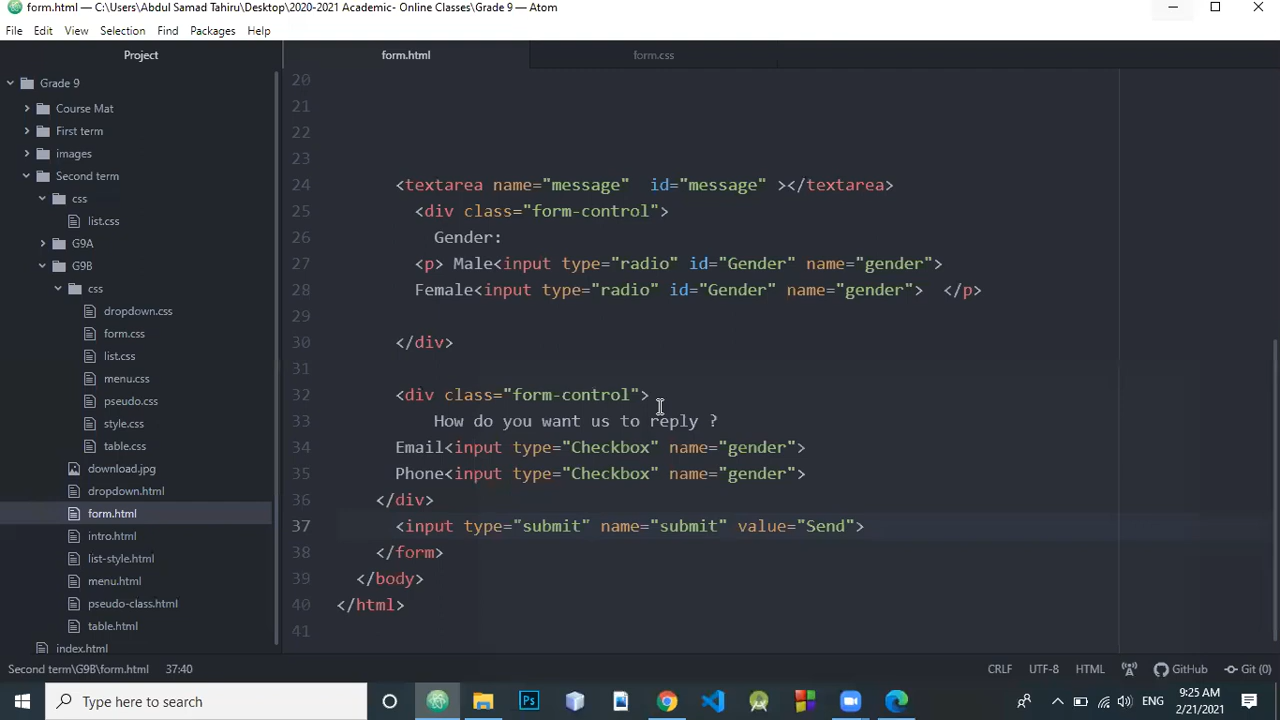 form.html — C:\Users\Abdul Samad Tahiru\Desktop\2020-2021 Academic- Online Classes\Grade 9 — Atom
File Edit View Selection Find Packages Help
Project
form.html
form.css
Grade 9
Course Mat
First term
images
Second term
css
list.css
G9A
G9B
css
dropdown.css
form.css
list.css
menu.css
pseudo.css
style.css
table.css
download.jpg
dropdown.html
form.html
intro.html
list-style.html
menu.html
pseudo-class.html
table.html
index.html
20
21
22
23
24 <textarea name="message"  id="message" ></textarea>
25 <div class="form-control">
26 Gender:
27 <p> Male<input type="radio" id="Gender" name="gender">
28 Female<input type="radio" id="Gender" name="gender">  </p>
29
30 </div>
31
32 <div class="form-control">
33 How do you want us to reply ?
34 Email<input type="Checkbox" name="gender">
35 Phone<input type="Checkbox" name="gender">
36 </div>
37 <input type="submit" name="submit" value="Send">
38 </form>
39 </body>
40 </html>
41
Second term\G9B\form.html 37:40 CRLF UTF-8 HTML GitHub Git (0)
Type here to search
Ps
ENG
9:25 AM
2/21/2021